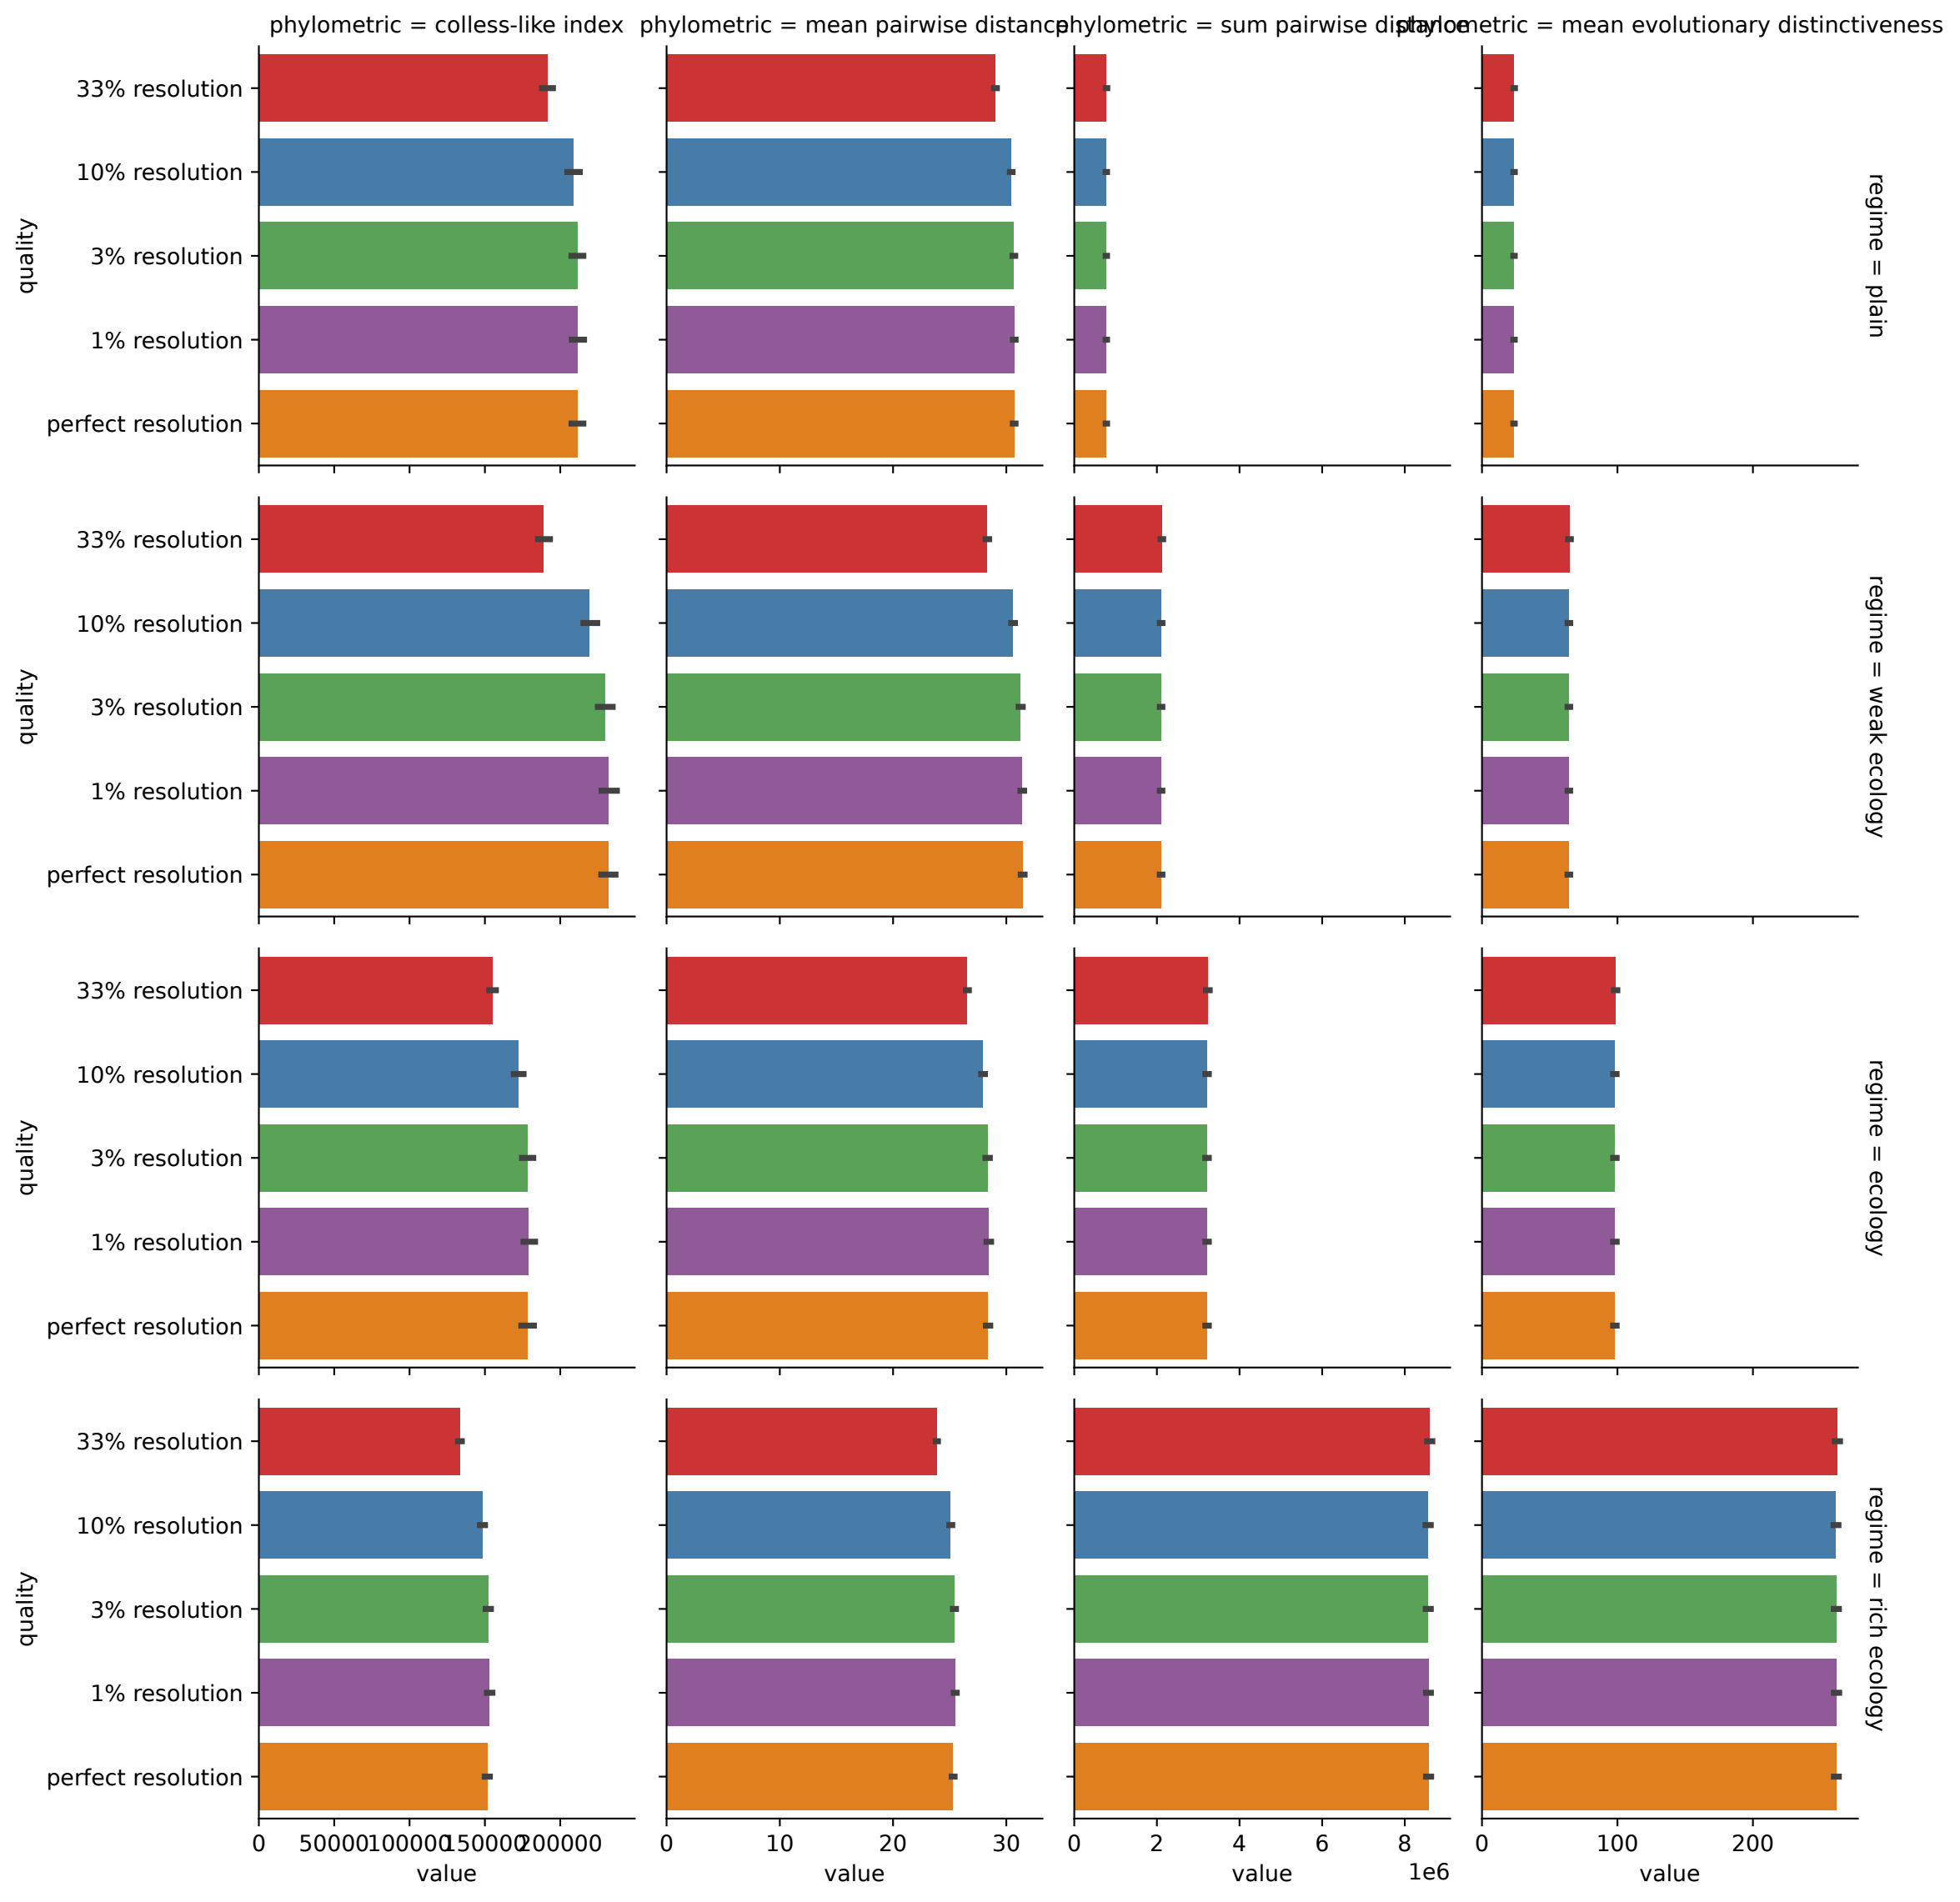 phylometric = colless-like index
phylometric = mean pairwise distance
phylometric = sum pairwise distance
phylometric = mean evolutionary distinctiveness
quality
33% resolution
10% resolution
3% resolution
1% resolution
perfect resolution
regime = plain
quality
33% resolution
10% resolution
3% resolution
1% resolution
perfect resolution
regime = weak ecology
quality
33% resolution
10% resolution
3% resolution
1% resolution
perfect resolution
regime = ecology
quality
33% resolution
10% resolution
3% resolution
1% resolution
perfect resolution
regime = rich ecology
0 50000 100000 150000 200000
value
0 10 20 30
value
0 2 4 6 8
1e6
value
0 100 200
value